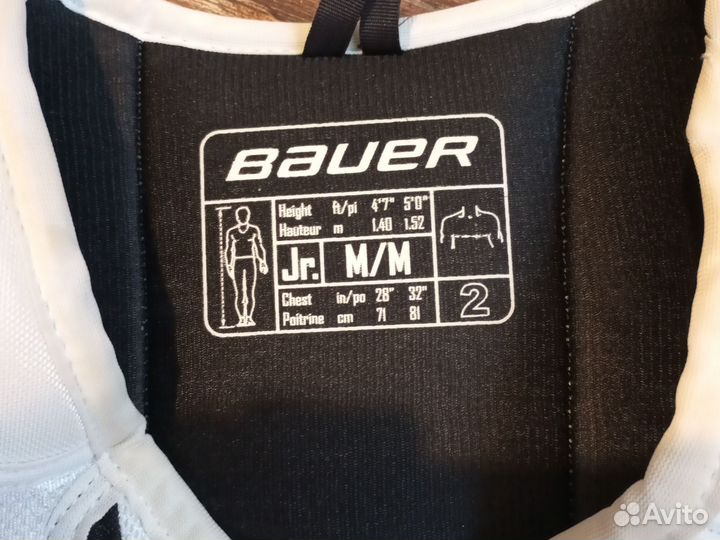 BAUER
Height ft/pi 4'7" 5'0"
Hauteur m 1.40 1.52
Jr. M/M
Chest in/po 28" 32"
Poitrine cm 71 81
2
Avito